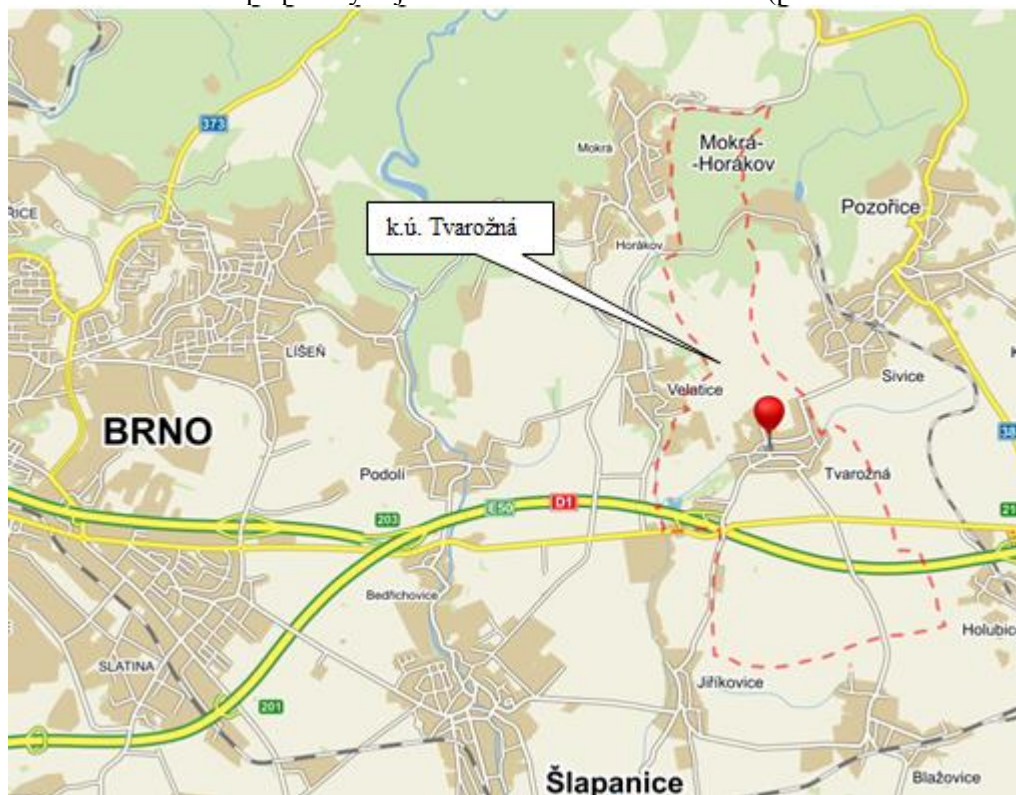 373
Mokrá
Mokrá-
-Horákov
Pozořice
k.ú. Tvarožná
Horákov
LÍŠEŇ
Velatice
Sivice
BRNO
Podolí
Tvarožná
203
E50
D1
Bedřichovice
Holubice
SLATINA
Jiříkovice
201
Šlapanice
Blažovice